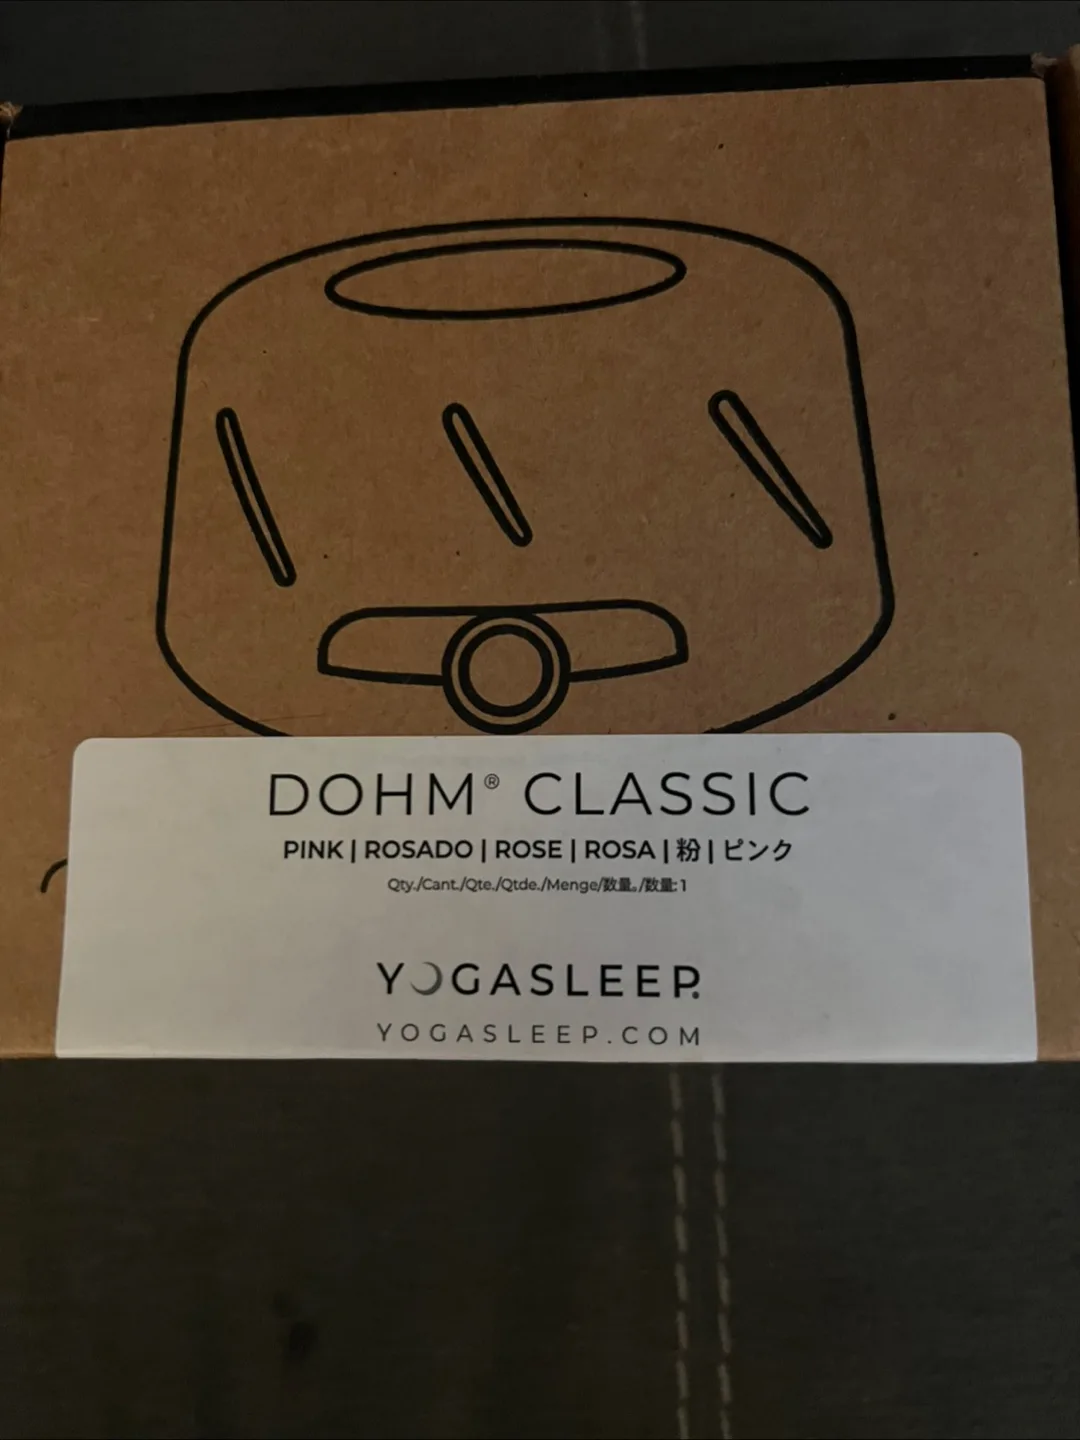 DOHM® CLASSIC
PINK | ROSADO | ROSE | ROSA | 粉 | ピンク
Qty./Cant./Qte./Qtde./Menge/数量。/数量: 1
YOGASLEEP.
YOGASLEEP.COM